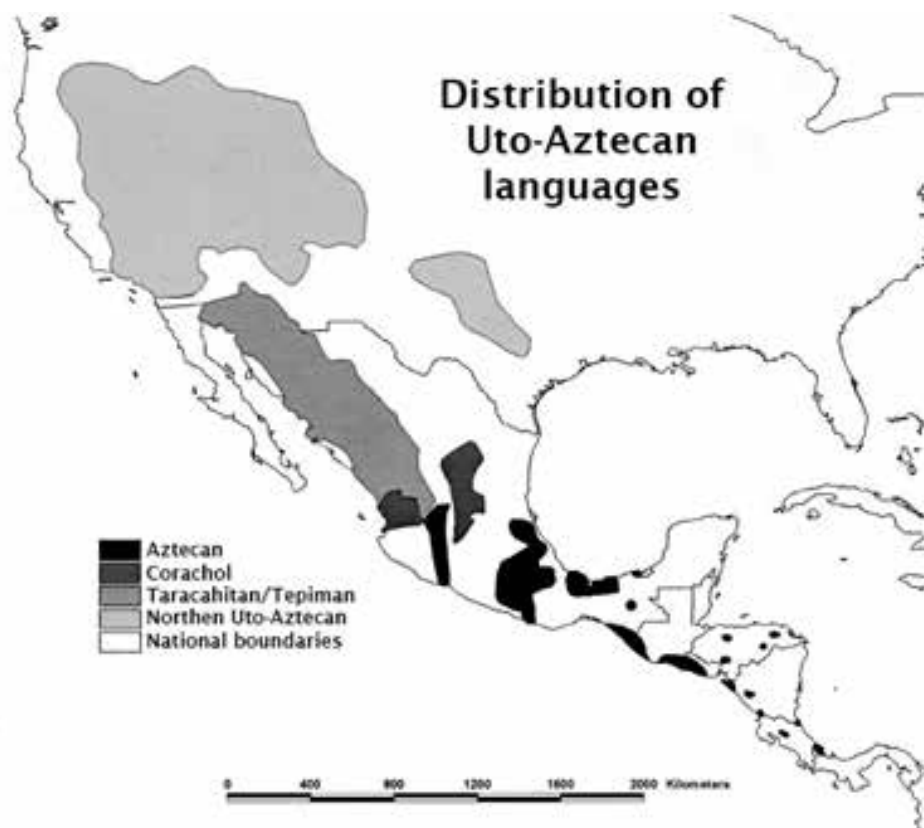 Distribution of
Uto-Aztecan
languages
Aztecan
Corachol
Taracahitan/Tepiman
Northen Uto-Aztecan
National boundaries
0 400 800 1200 1600 2000 Kilometers